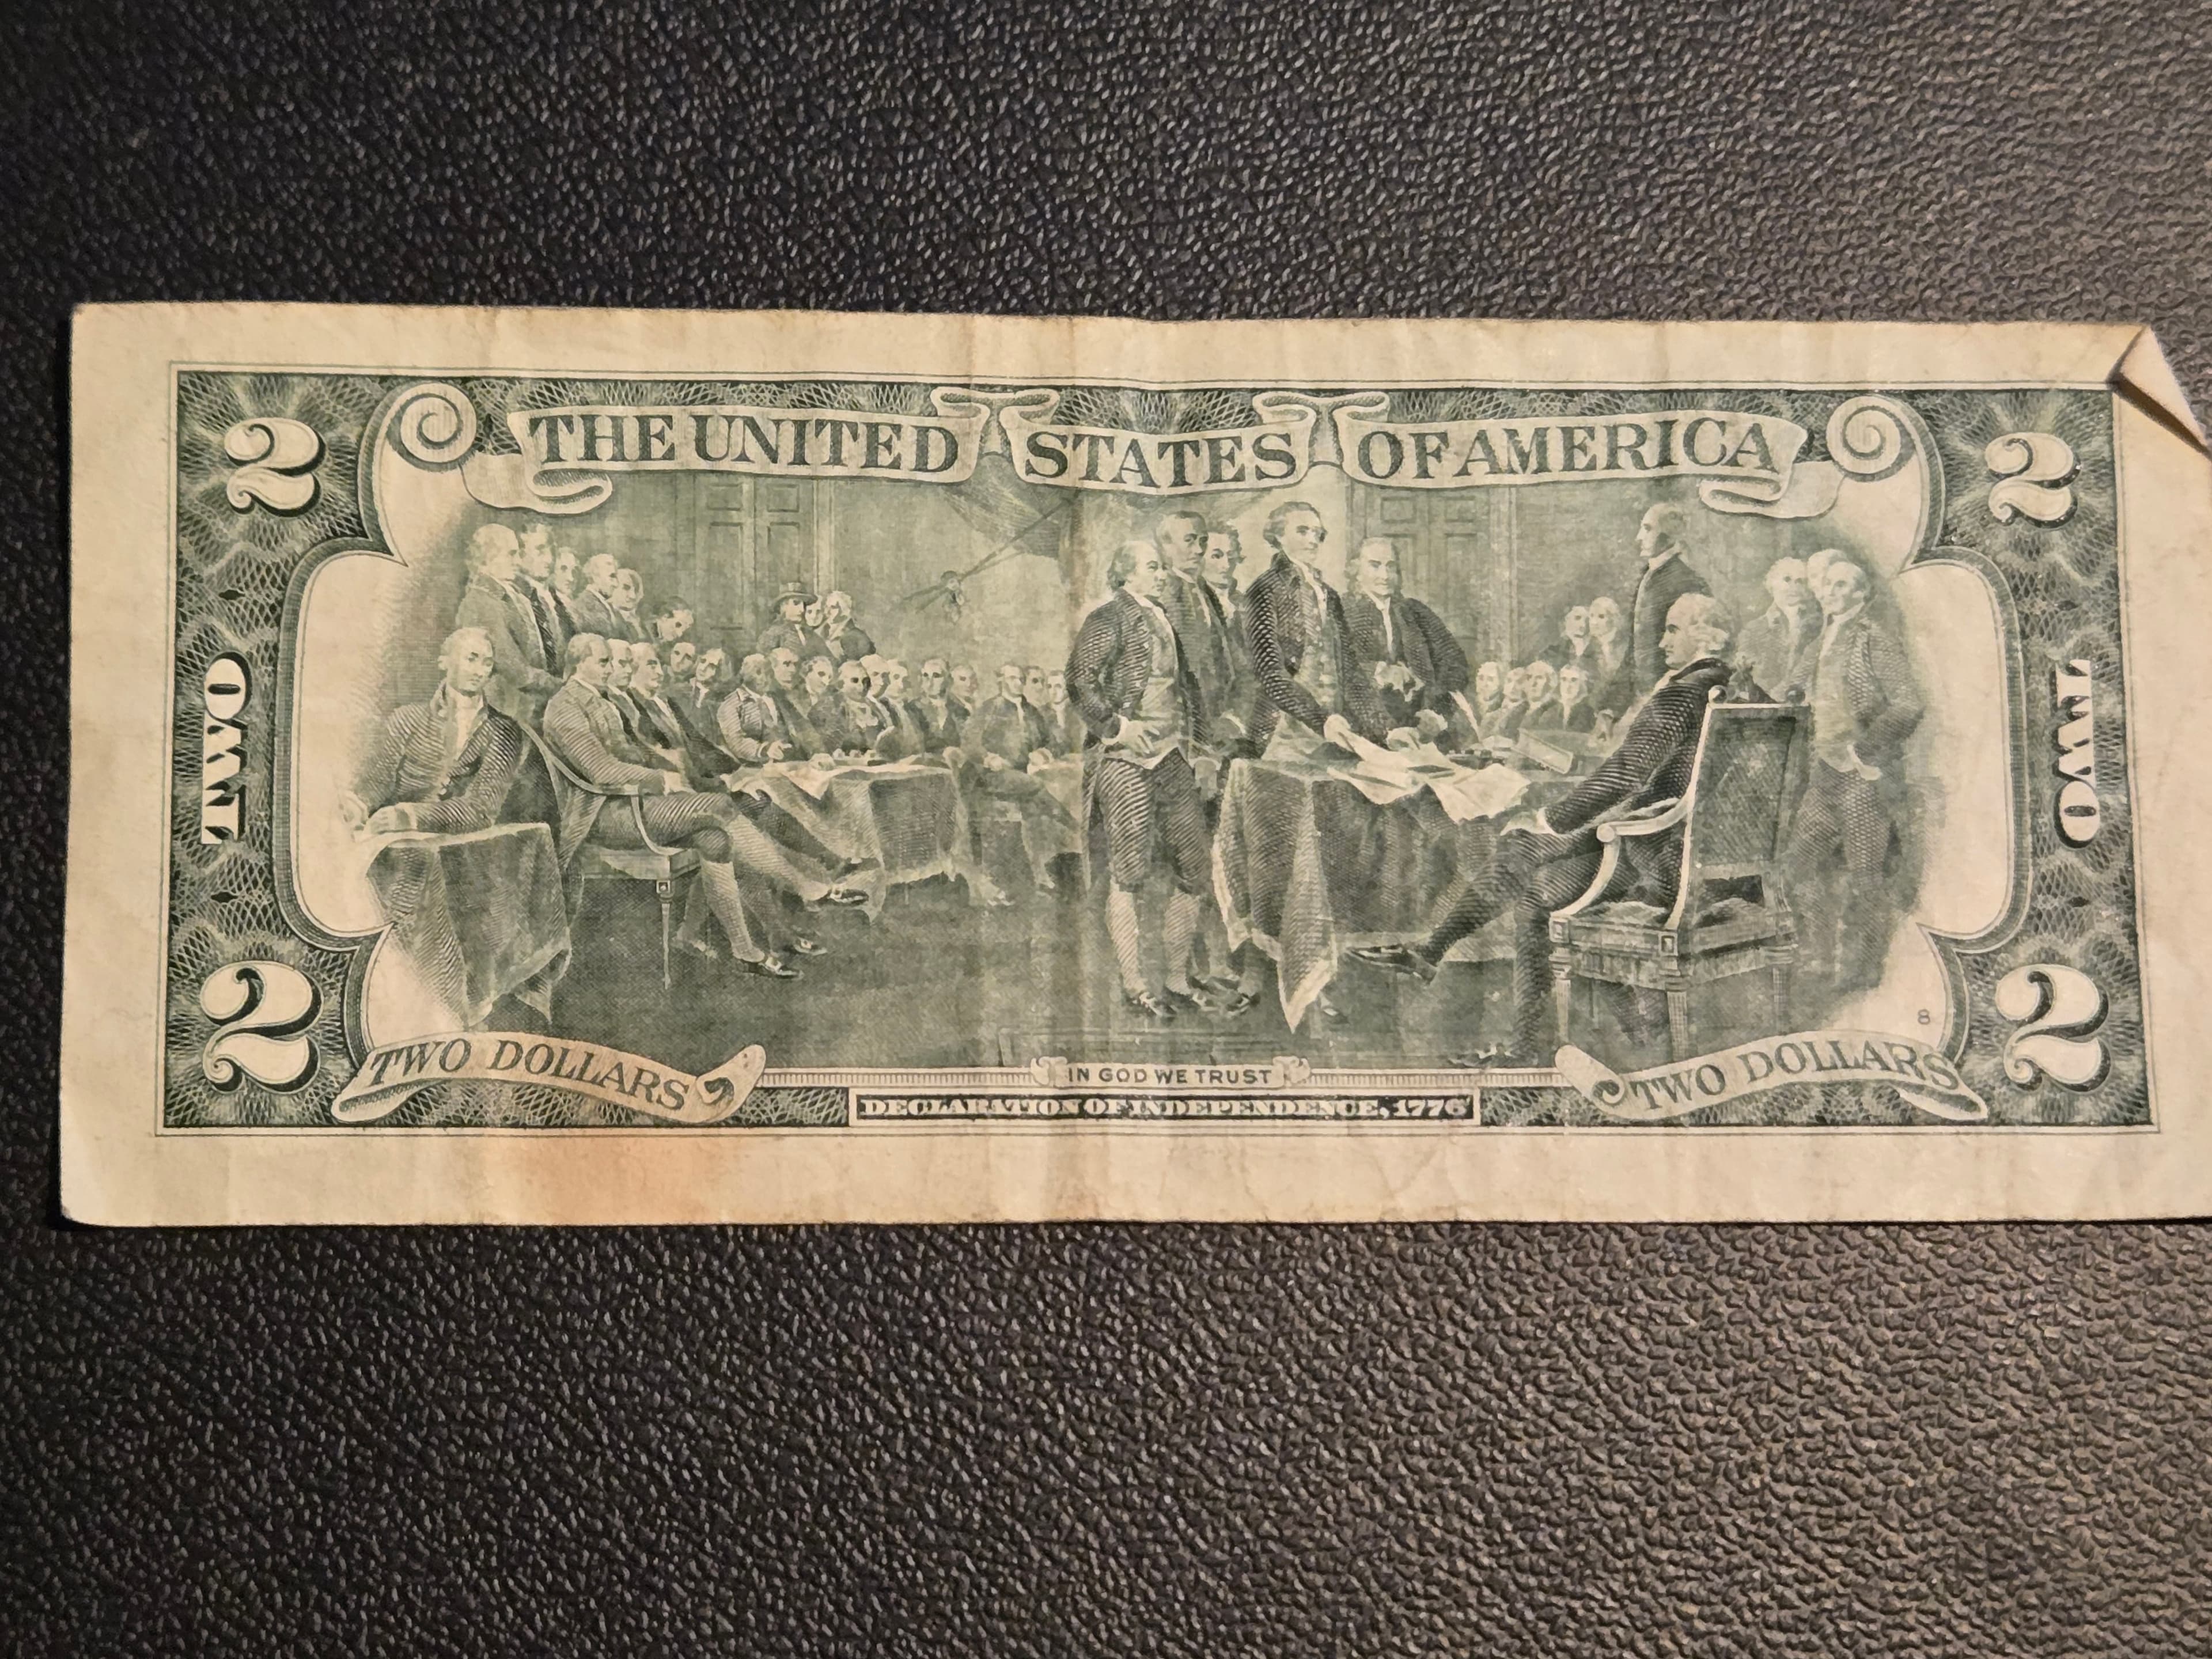 THE UNITED STATES OF AMERICA
2 2
TWO TWO
2 8 2
TWO DOLLARS IN GOD WE TRUST TWO DOLLARS
DECLARATION OF INDEPENDENCE, 1776